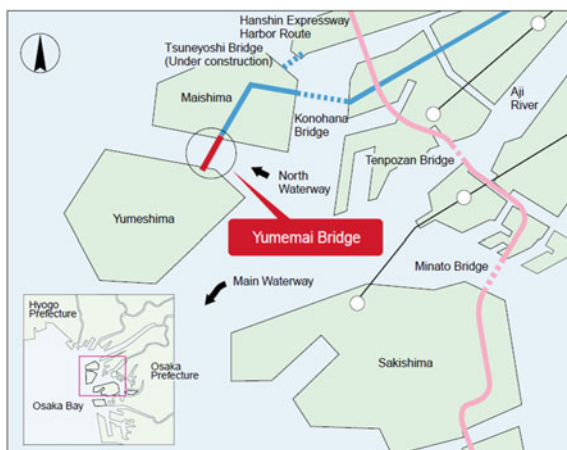 Hanshin Expressway
Harbor Route
Tsuneyoshi Bridge
(Under construction)
Maishima
Aji
River
Konohana
Bridge
Tenpozan Bridge
North
Waterway
Yumeshima
Yumemai Bridge
Minato Bridge
Main Waterway
Hyogo
Prefecture
Sakishima
Osaka
Prefecture
Osaka Bay